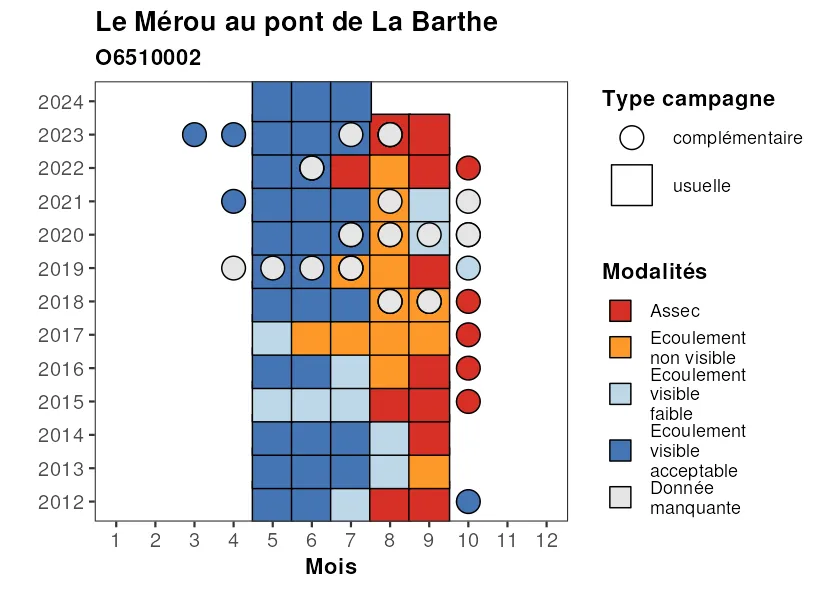 Le Mérou au pont de La Barthe
O6510002
2024
2023
2022
2021
2020
2019
2018
2017
2016
2015
2014
2013
2012
1 2 3 4 5 6 7 8 9 10 11 12
Mois
Type campagne
complémentaire
usuelle
Modalités
Assec
Ecoulement
non visible
Ecoulement
visible
faible
Ecoulement
visible
acceptable
Donnée
manquante